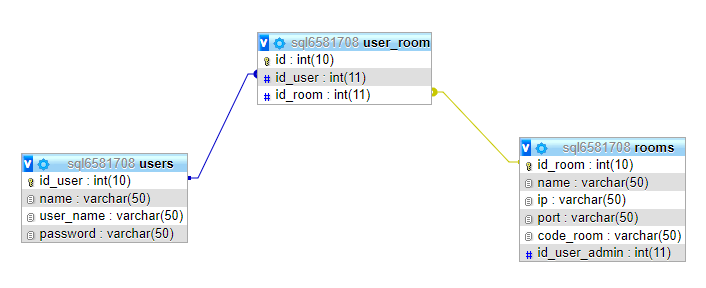 v sql6581708 user_room
id : int(10)
# id_user : int(11)
# id_room : int(11)
v sql6581708 users
id_user : int(10)
name : varchar(50)
user_name : varchar(50)
password : varchar(50)
v sql6581708 rooms
id_room : int(10)
name : varchar(50)
ip : varchar(50)
port : varchar(50)
code_room : varchar(50)
# id_user_admin : int(11)